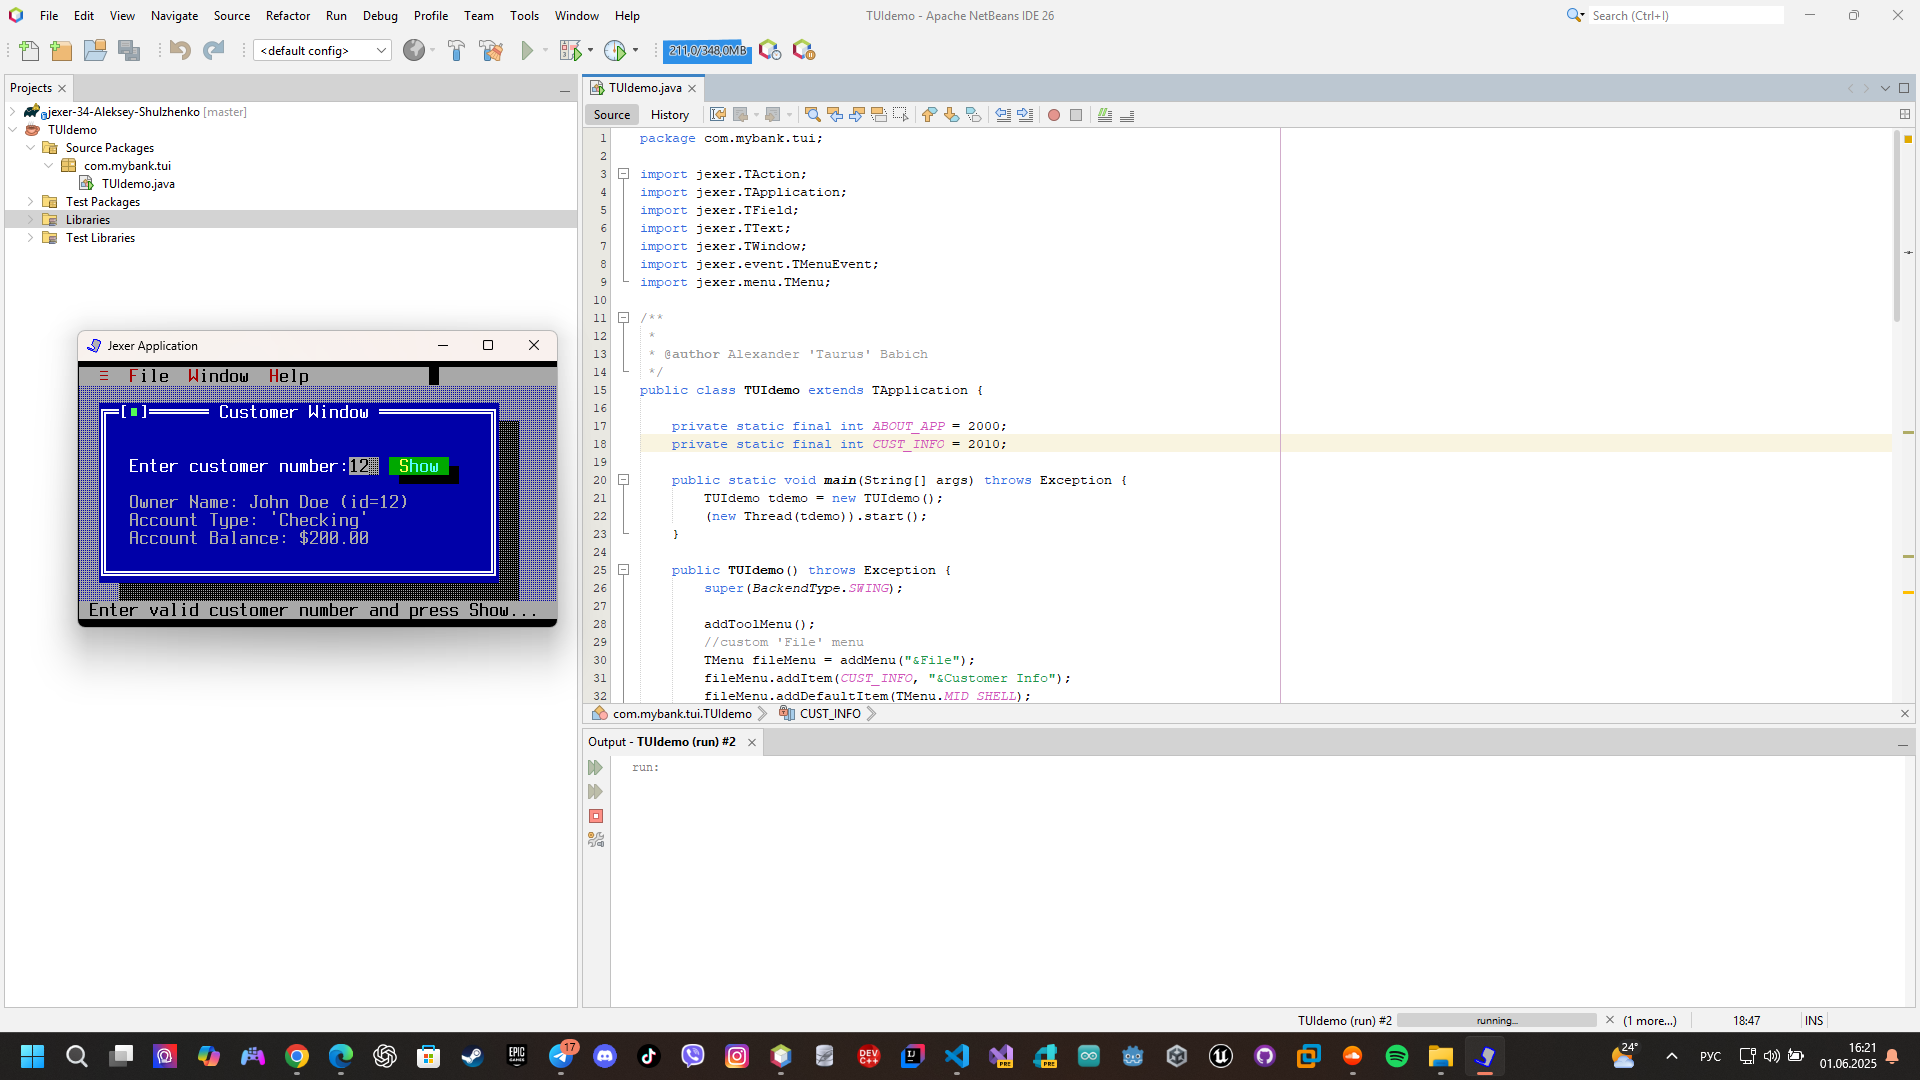 File Edit View Navigate Source Refactor Run Debug Profile Team Tools Window Help
TUIdemo - Apache NetBeans IDE 26
Search (Ctrl+I)
<default config>
211,0/348,0MB
Projects
jexer-34-Aleksey-Shulzhenko [master]
TUIdemo
Source Packages
com.mybank.tui
TUIdemo.java
Test Packages
Libraries
Test Libraries
Jexer Application
File Window Help
Customer Window
Enter customer number:12 Show
Owner Name: John Doe (id=12)
Account Type: 'Checking'
Account Balance: $200.00
Enter valid customer number and press Show...
TUIdemo.java
Source History
1 package com.mybank.tui;
2
3 import jexer.TAction;
4 import jexer.TApplication;
5 import jexer.TField;
6 import jexer.TText;
7 import jexer.TWindow;
8 import jexer.event.TMenuEvent;
9 import jexer.menu.TMenu;
10
11 /**
12 *
13 * @author Alexander 'Taurus' Babich
14 */
15 public class TUIdemo extends TApplication {
16
17 private static final int ABOUT_APP = 2000;
18 private static final int CUST_INFO = 2010;
19
20 public static void main(String[] args) throws Exception {
21 TUIdemo tdemo = new TUIdemo();
22 (new Thread(tdemo)).start();
23 }
24
25 public TUIdemo() throws Exception {
26 super(BackendType.SWING);
27
28 addToolMenu();
29 //custom 'File' menu
30 TMenu fileMenu = addMenu("&File");
31 fileMenu.addItem(CUST_INFO, "&Customer Info");
32 fileMenu.addDefaultItem(TMenu.MID_SHELL);
com.mybank.tui.TUIdemo CUST_INFO
Output - TUIdemo (run) #2
run:
TUIdemo (run) #2 running... (1 more...) 18:47 INS
17
24°
РУС
16:21
01.06.2025